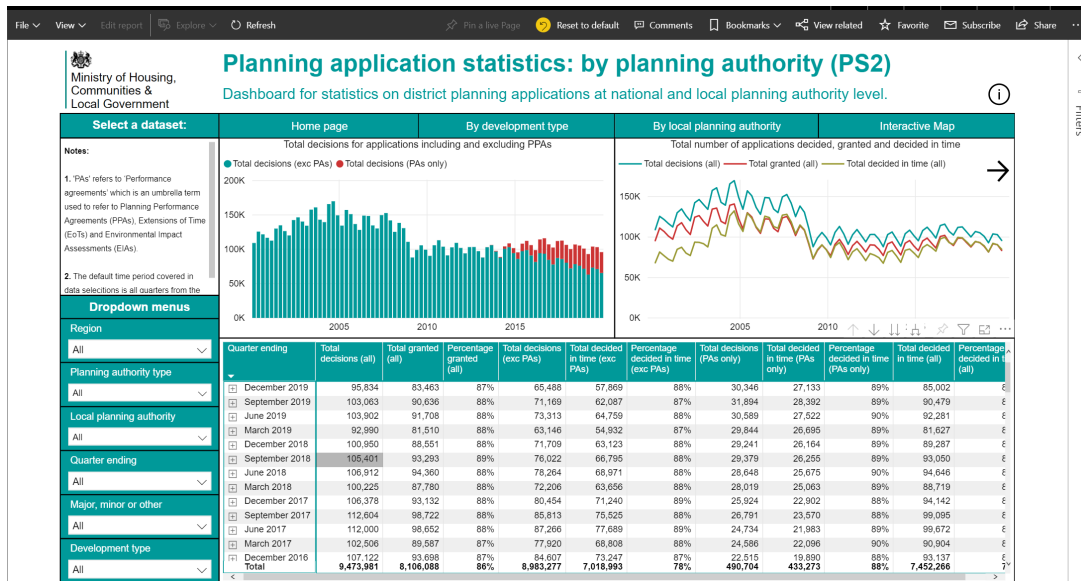 File View Edit report Explore Refresh Pin a live Page Reset to default Comments Bookmarks View related Favorite Subscribe Share
Ministry of Housing,
Communities &
Local Government
Planning application statistics: by planning authority (PS2)
Dashboard for statistics on district planning applications at national and local planning authority level.
Filters
Select a dataset: Home page By development type By local planning authority Interactive Map
Notes:
1. 'PAs' refers to 'Performance
agreements' which is an umbrella term
used to refer to Planning Performance
Agreements (PPAs), Extensions of Time
(EoTs) and Environmental Impact
Assessments (EIAs).
2. The default time period covered in
data selections is all quarters from the
Total decisions for applications including and excluding PPAs
Total decisions (exc PAs) Total decisions (PAs only)
200K
150K
100K
50K
0K
2005 2010 2015
Total number of applications decided, granted and decided in time
Total decisions (all) Total granted (all) Total decided in time (all)
150K
100K
50K
0K
2005 2010
Dropdown menus
Region
All
Planning authority type
All
Local planning authority
All
Quarter ending
All
Major, minor or other
All
Development type
All
Quarter ending Total decisions (all) Total granted (all) Percentage granted (all) Total decisions (exc PAs) Total decided in time (exc PAs) Percentage decided in time (exc PAs) Total decisions (PAs only) Total decided in time (PAs only) Percentage decided in time (PAs only) Total decided in time (all) Percentage decided in t (all)
December 2019 95,834 83,463 87% 65,488 57,869 88% 30,346 27,133 89% 85,002
September 2019 103,063 90,636 88% 71,169 62,087 87% 31,894 28,392 89% 90,479
June 2019 103,902 91,708 88% 73,313 64,759 88% 30,589 27,522 90% 92,281
March 2019 92,990 81,510 88% 63,146 54,932 87% 29,844 26,695 89% 81,627
December 2018 100,950 88,551 88% 71,709 63,123 88% 29,241 26,164 89% 89,287
September 2018 105,401 93,293 89% 76,022 66,795 88% 29,379 26,255 89% 93,050
June 2018 106,912 94,360 88% 78,264 68,971 88% 28,648 25,675 90% 94,646
March 2018 100,225 87,780 88% 72,206 63,656 88% 28,019 25,063 89% 88,719
December 2017 106,378 93,132 88% 80,454 71,240 89% 25,924 22,902 88% 94,142
September 2017 112,604 98,722 88% 85,813 75,525 88% 26,791 23,570 88% 99,095
June 2017 112,000 98,652 88% 87,266 77,689 89% 24,734 21,983 89% 99,672
March 2017 102,506 89,587 87% 77,920 68,808 88% 24,586 22,096 90% 90,904
December 2016 107,122 93,698 87% 84,607 73,247 87% 22,515 19,890 88% 93,137
Total 9,473,981 8,106,088 86% 8,983,277 7,018,993 78% 490,704 433,273 88% 7,452,266